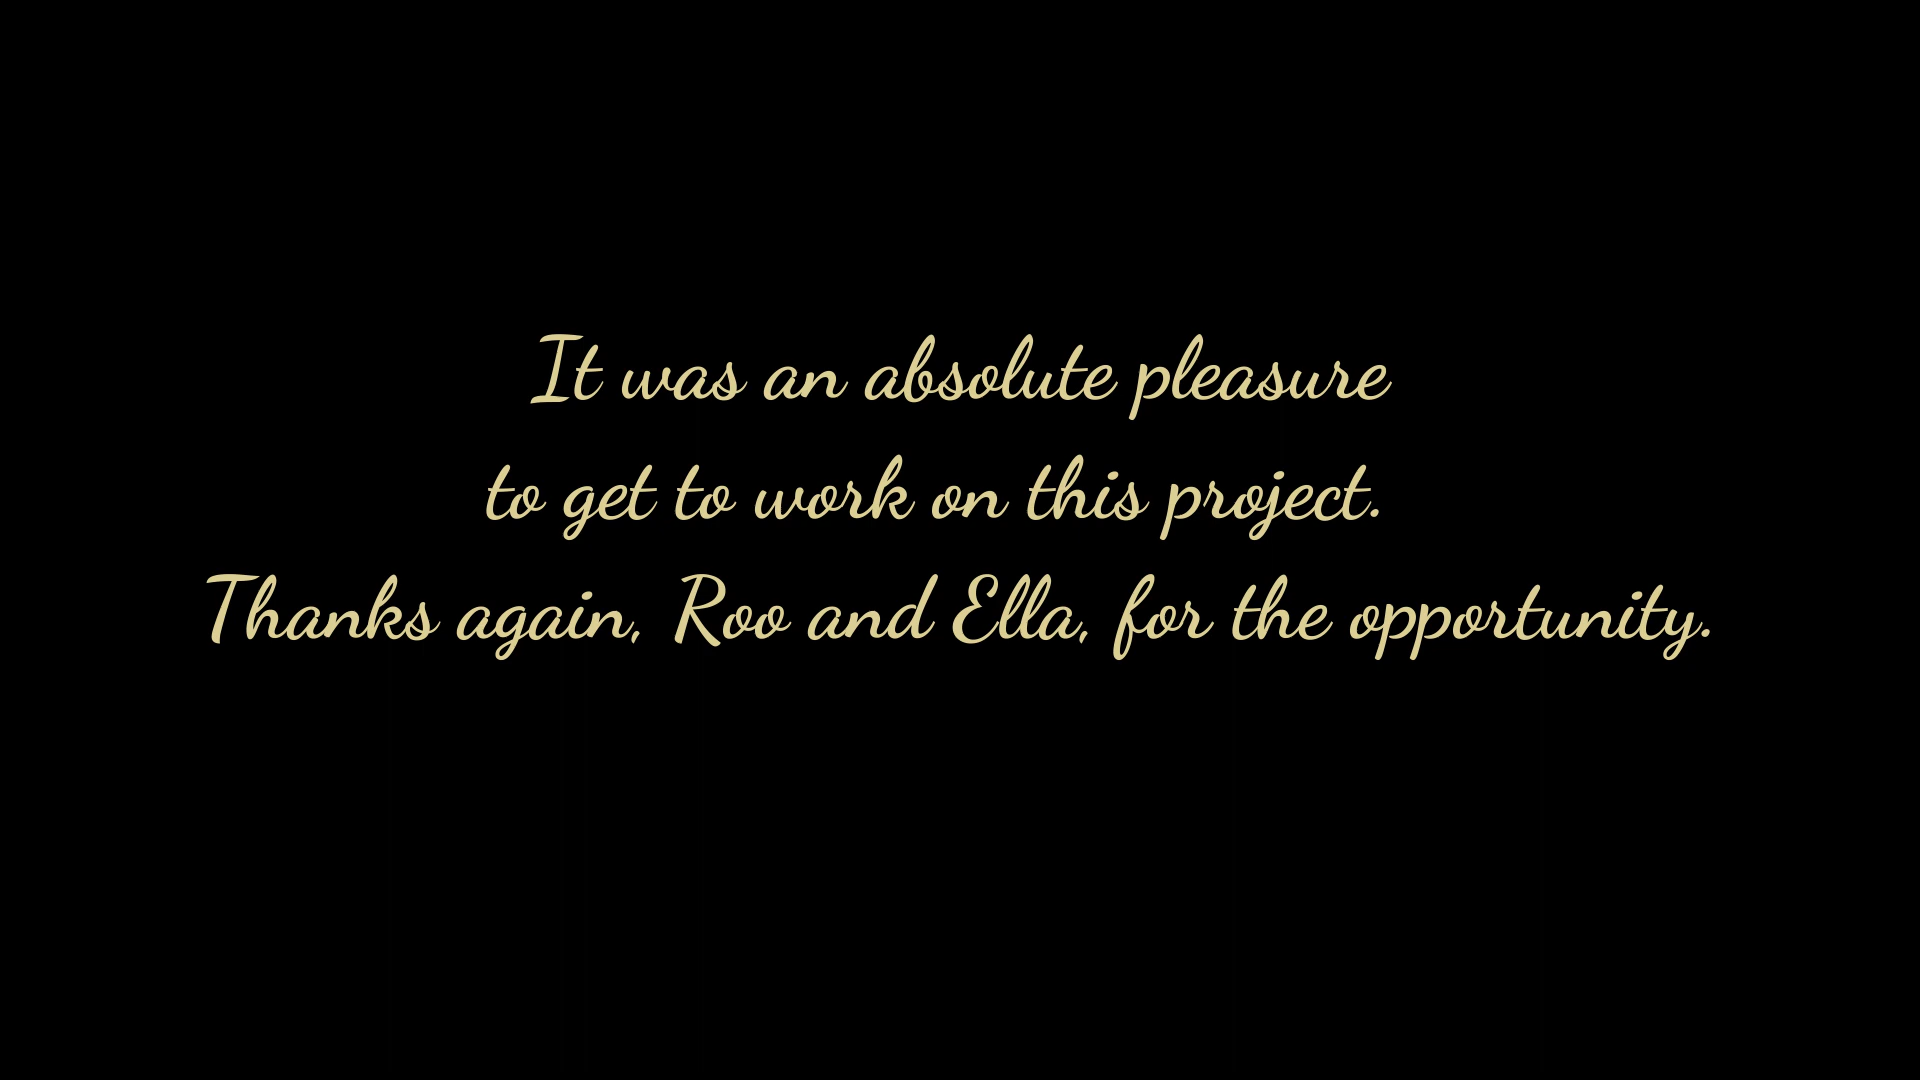 It was an absolute pleasure
to get to work on this project.
Thanks again, Roo and Ella, for the opportunity.